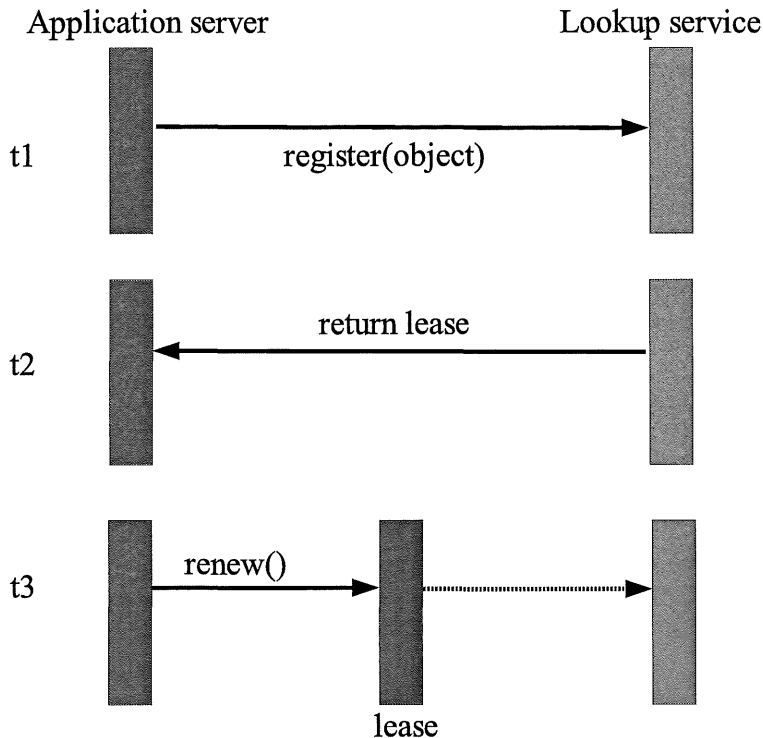 Application server
Lookup service
t1
register(object)
t2
return lease
t3
renew()
lease